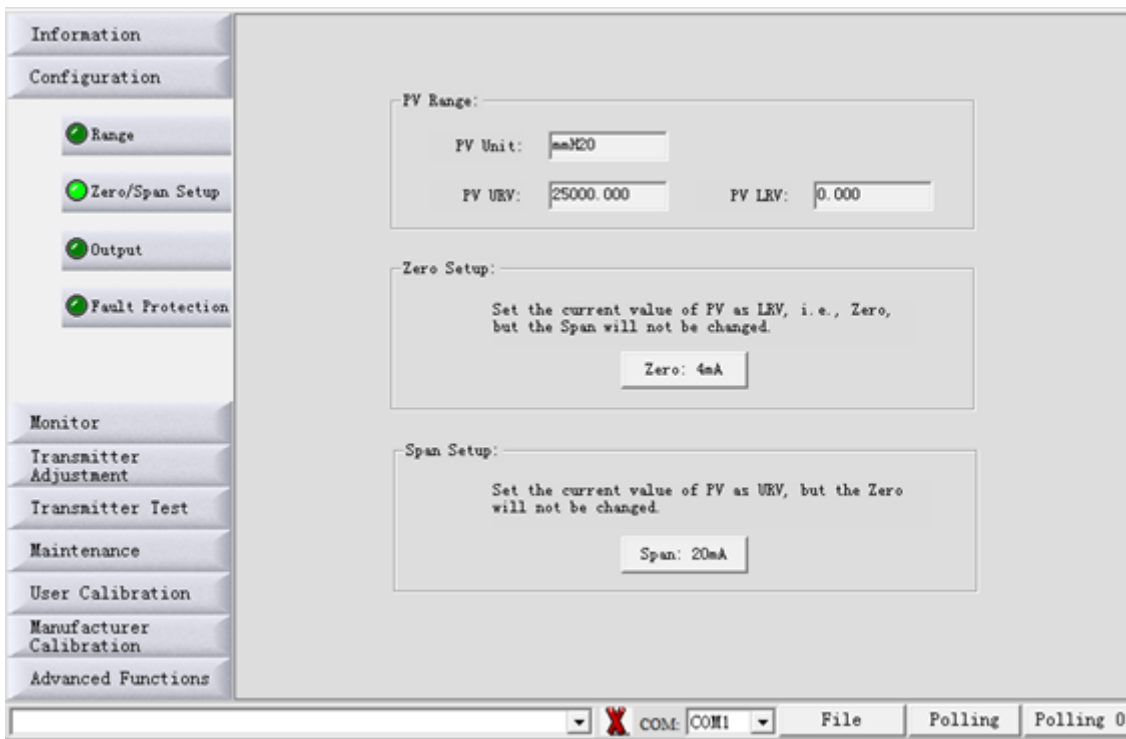 Information
Configuration
Range
Zero/Span Setup
Output
Fault Protection
Monitor
Transmitter
Adjustment
Transmitter Test
Maintenance
User Calibration
Manufacturer
Calibration
Advanced Functions
PV Range:
PV Unit: mmH20
PV URV: 25000.000 PV LRV: 0.000
Zero Setup:
Set the current value of PV as LRV, i.e., Zero,
but the Span will not be changed.
Zero: 4mA
Span Setup:
Set the current value of PV as URV, but the Zero
will not be changed.
Span: 20mA
COM: COM1 File Polling Polling 0